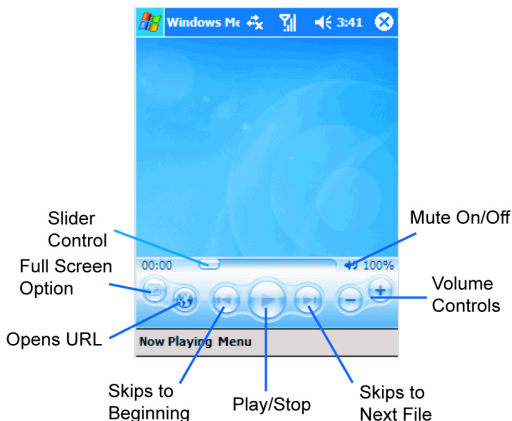 Windows Me 3:41
Slider
Control
Mute On/Off
00:00 100%
Full Screen
Option
Volume
Controls
Opens URL
Now Playing Menu
Skips to
Beginning
Play/Stop
Skips to
Next File